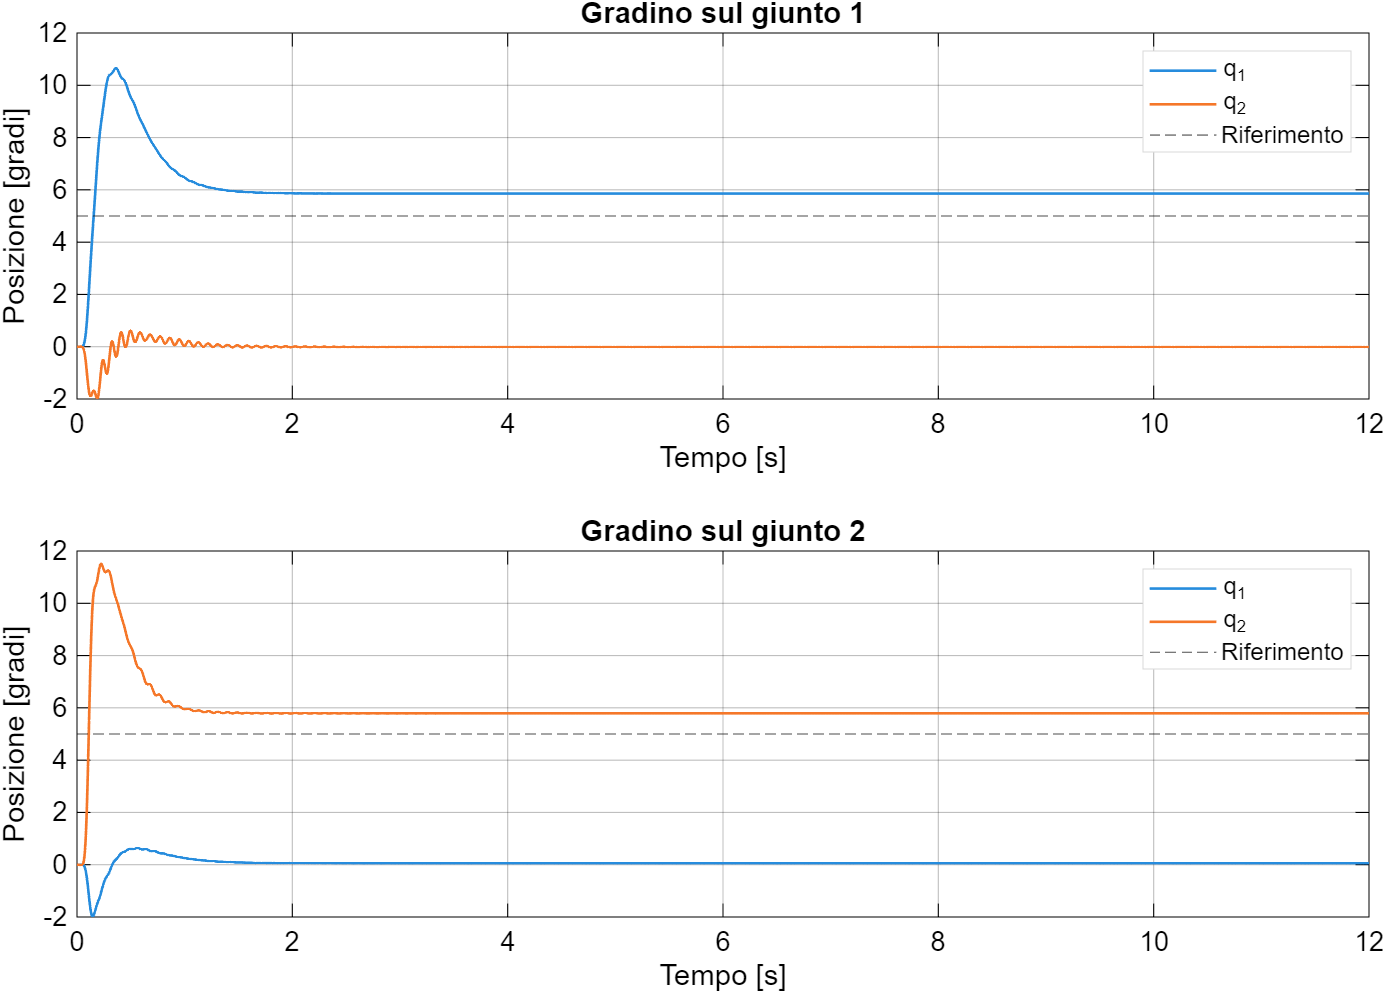 Gradino sul giunto 1
12
10
8
6
4
2
0
-2
Posizione [gradi]
q1
q2
Riferimento
0 2 4 6 8 10 12
Tempo [s]
Gradino sul giunto 2
12
10
8
6
4
2
0
-2
Posizione [gradi]
q1
q2
Riferimento
0 2 4 6 8 10 12
Tempo [s]